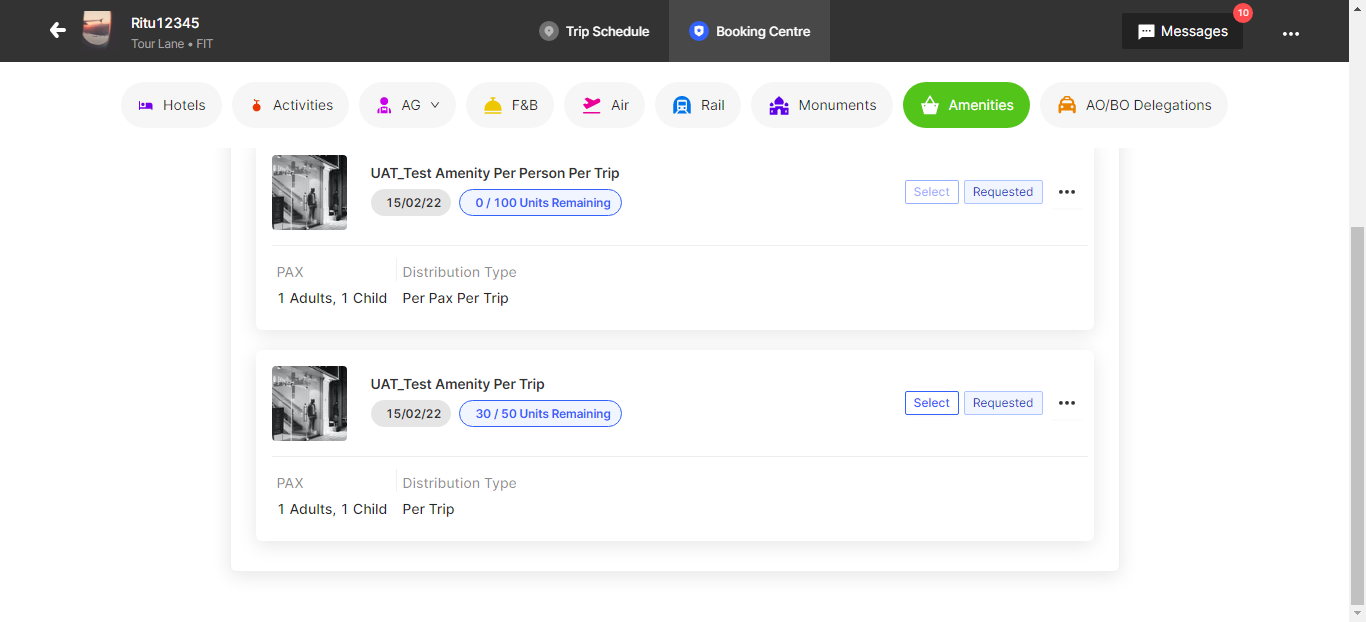 Ritu12345
Tour Lane • FIT
Trip Schedule
Booking Centre
Messages
10
Hotels
Activities
AG
F&B
Air
Rail
Monuments
Amenities
AO/BO Delegations
UAT_Test Amenity Per Person Per Trip
15/02/22
0 / 100 Units Remaining
Select
Requested
PAX
Distribution Type
1 Adults, 1 Child
Per Pax Per Trip
UAT_Test Amenity Per Trip
15/02/22
30 / 50 Units Remaining
Select
Requested
PAX
Distribution Type
1 Adults, 1 Child
Per Trip